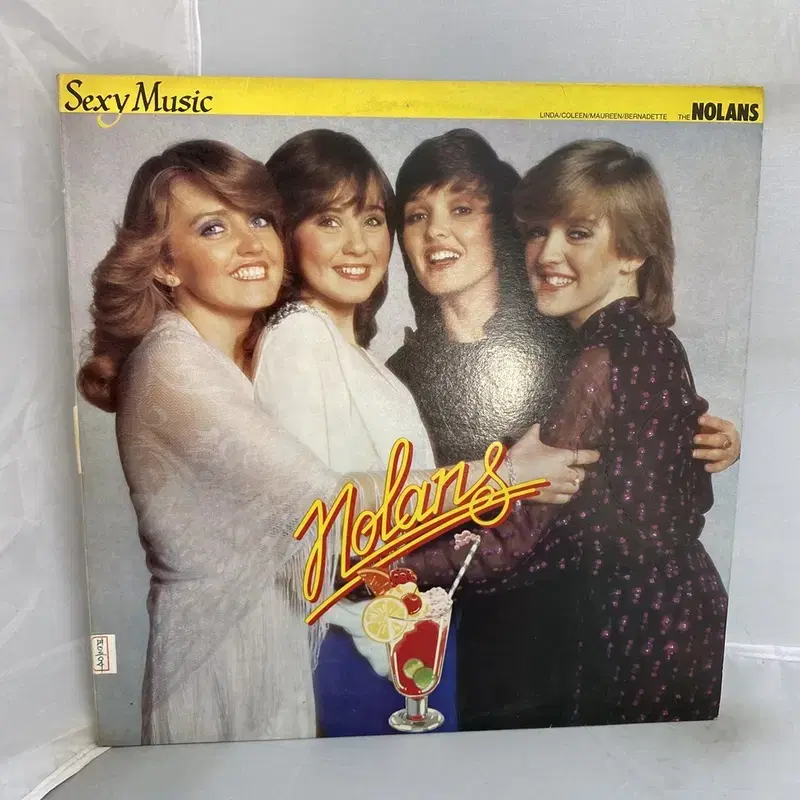 Sexy Music
LINDA/COLEEN/MAUREEN/BERNADETTE THE NOLANS
Nolans